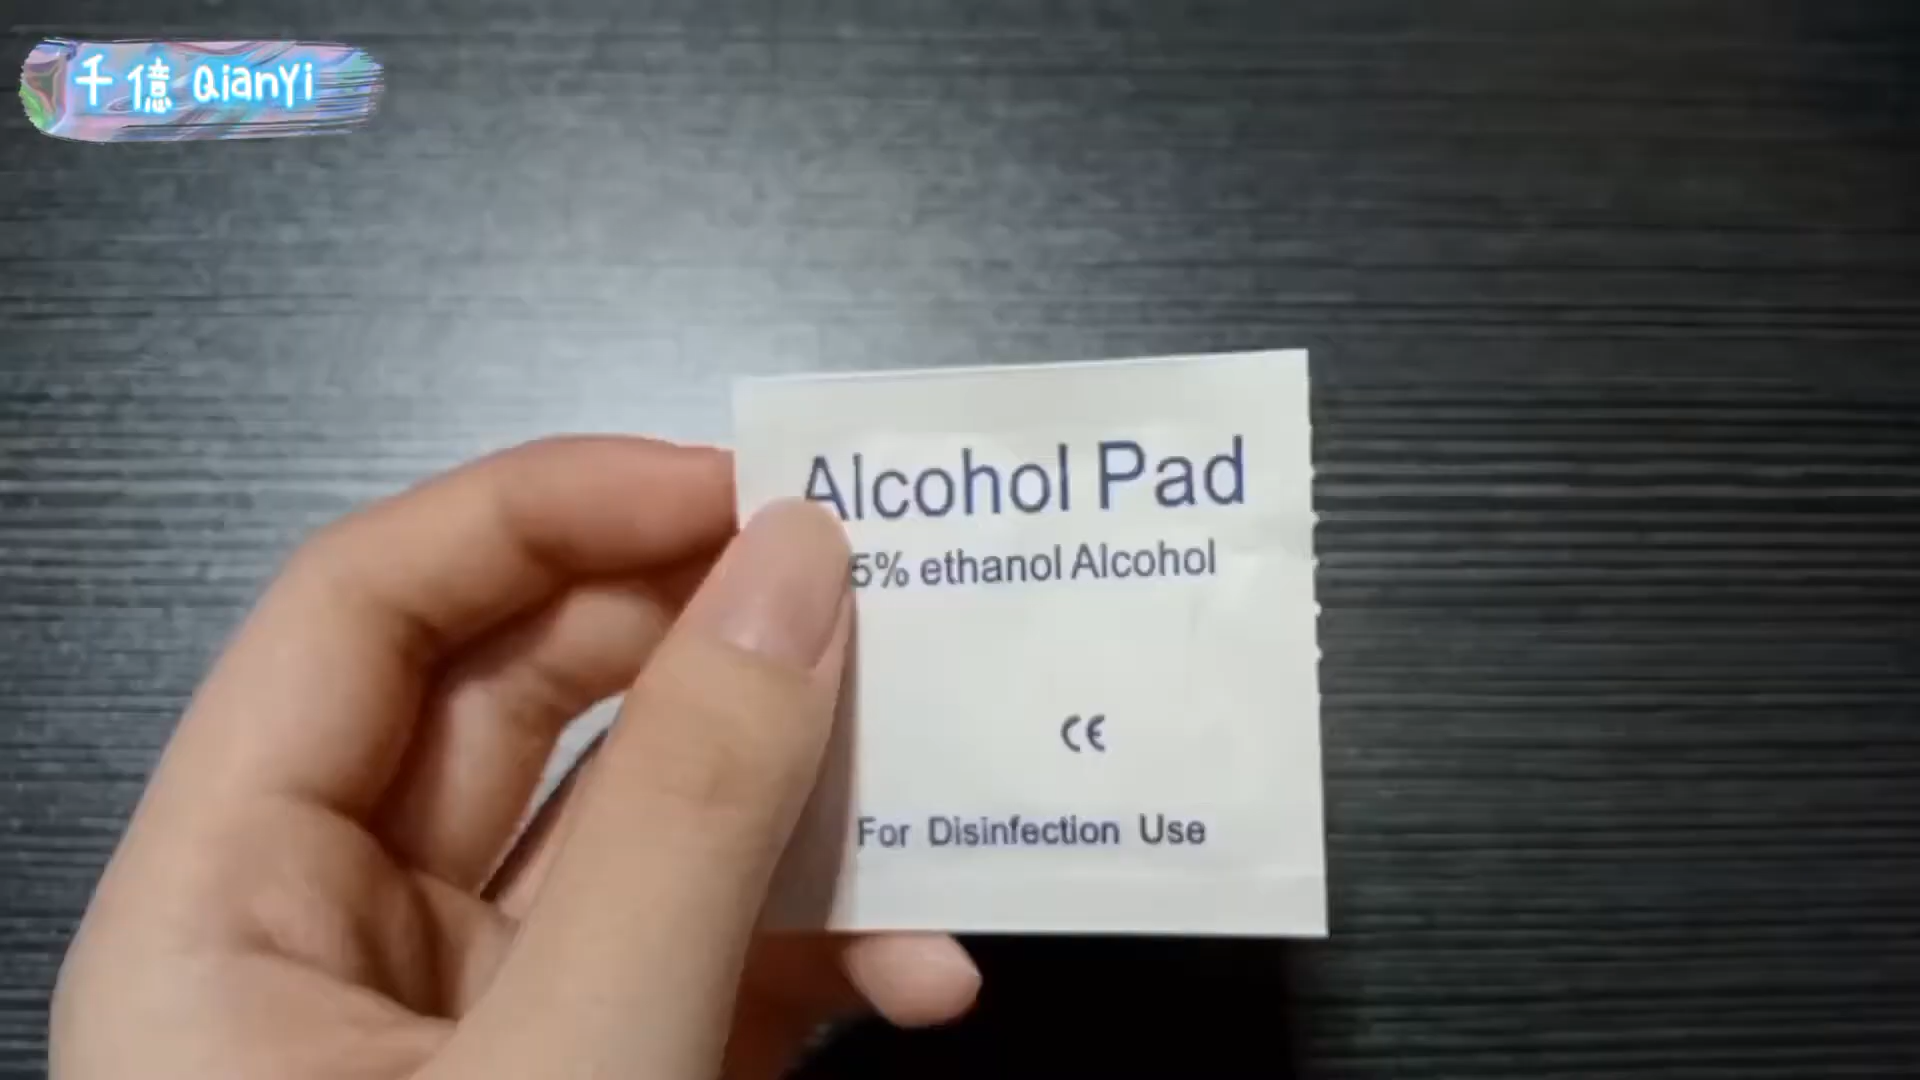 千億 QianYi
Alcohol Pad
5% ethanol Alcohol
CE
For Disinfection Use